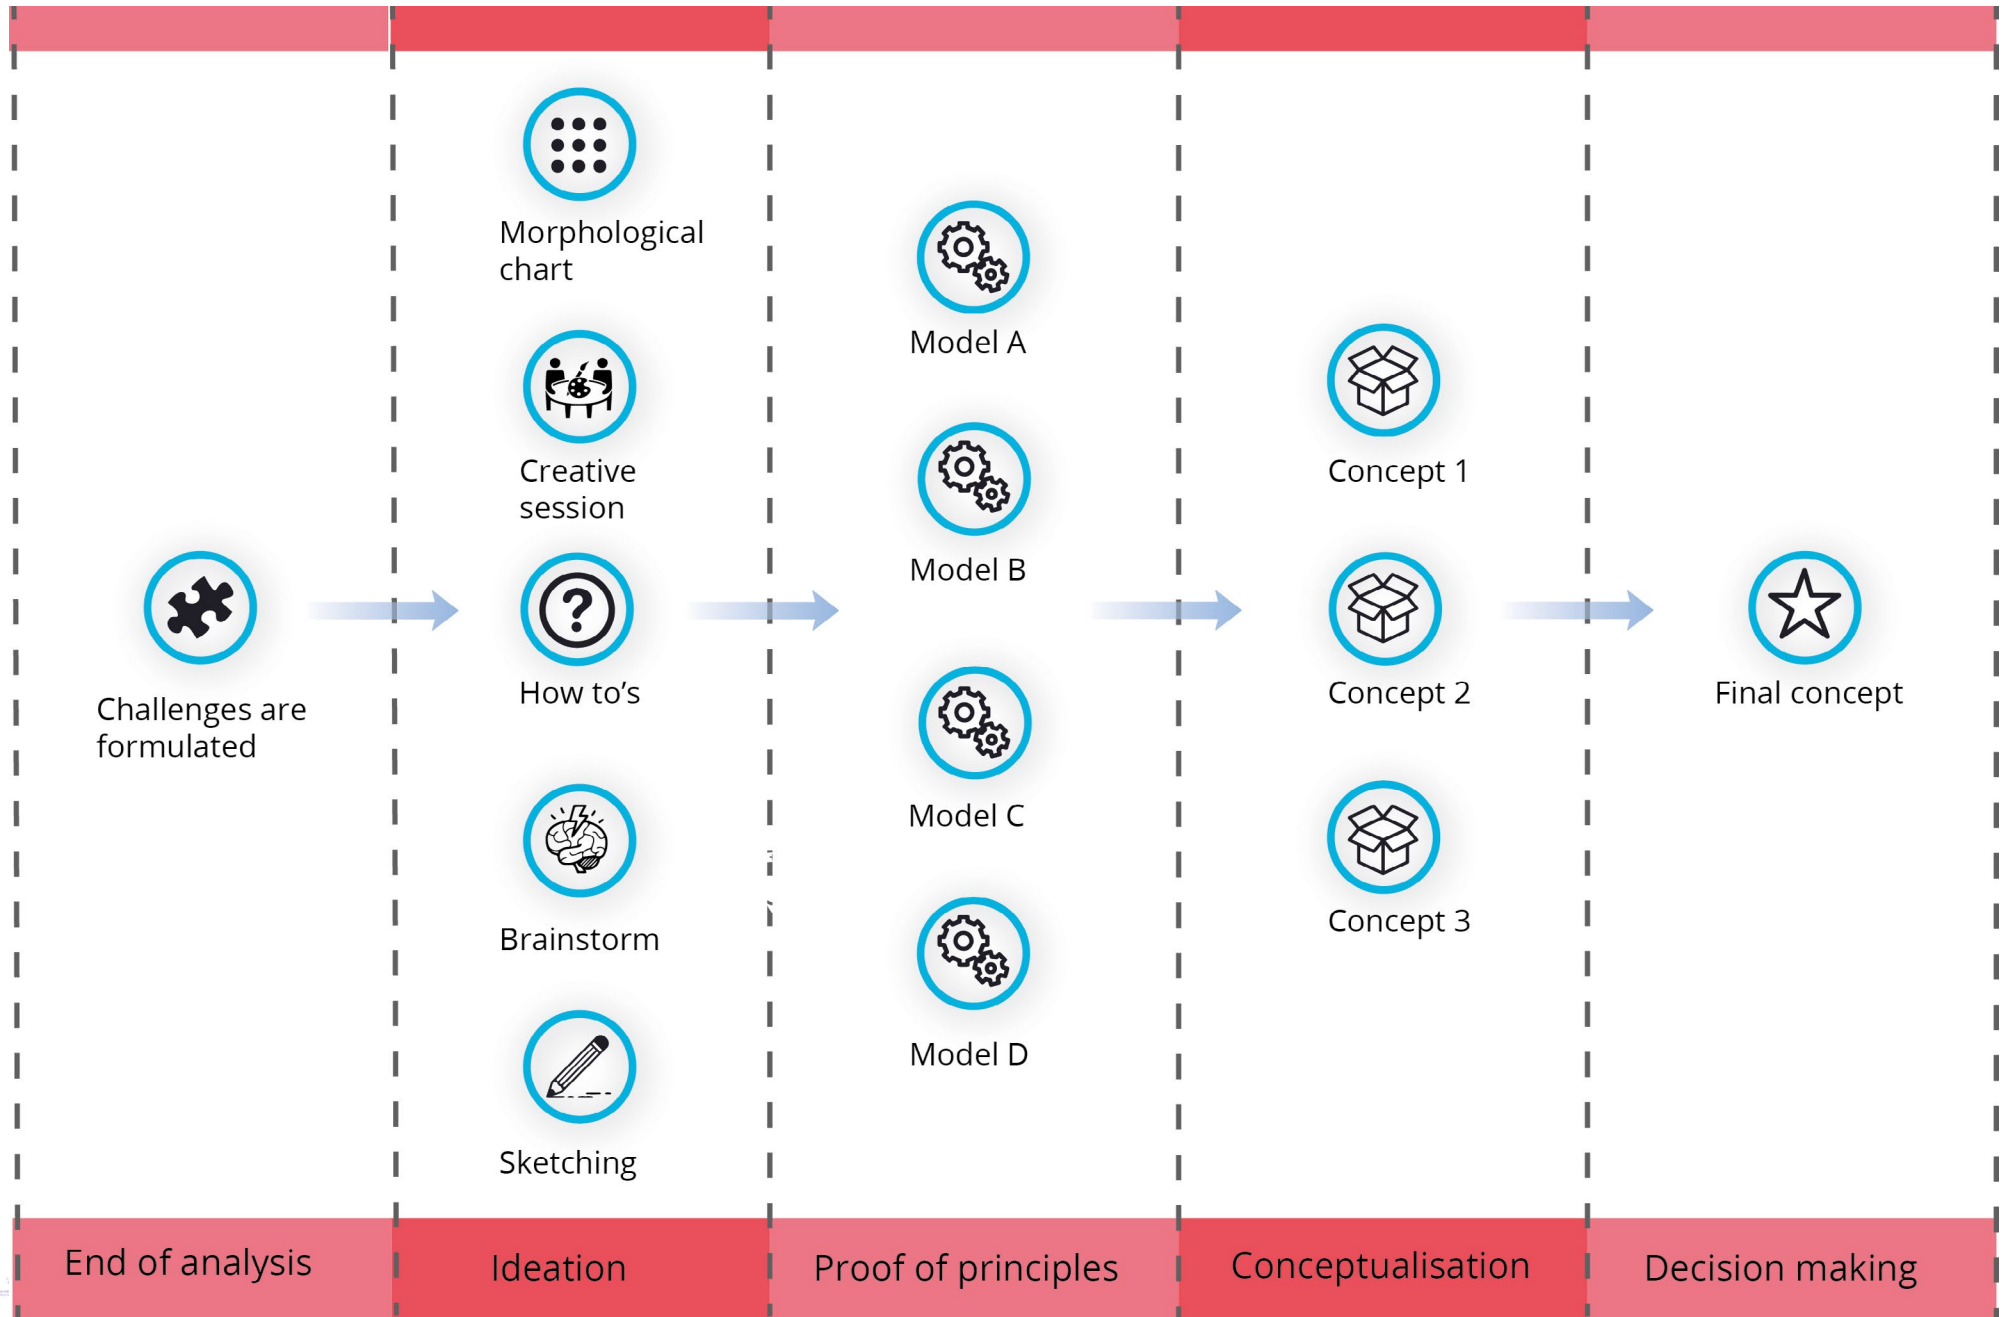 Morphological
chart
Creative
session
How to’s
Brainstorm
Sketching
Challenges are
formulated
Model A
Model B
Model C
Model D
Concept 1
Concept 2
Concept 3
Final concept
End of analysis
Ideation
Proof of principles
Conceptualisation
Decision making